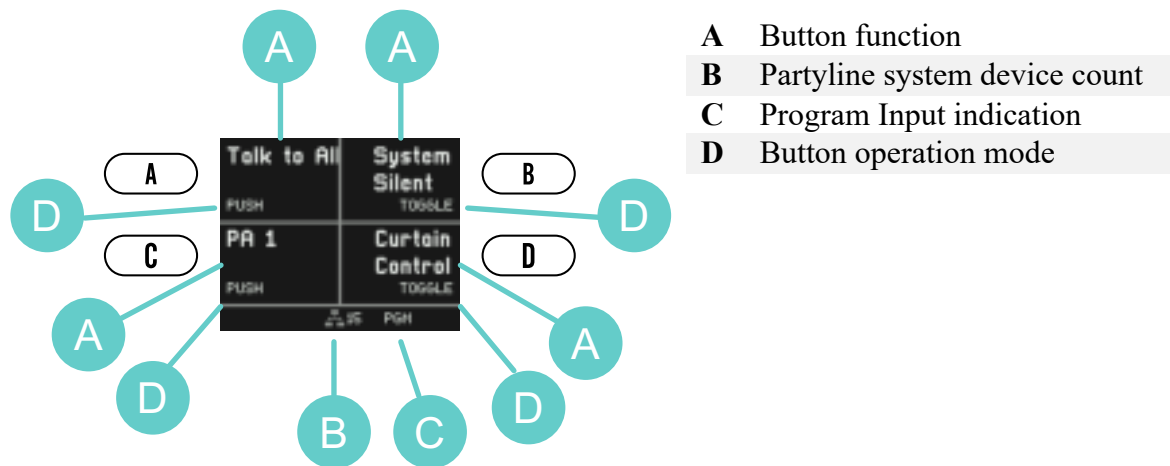 A A
A Button function
B Partyline system device count
C Program Input indication
D Button operation mode
Talk to All System
Silent
A B
PUSH TOGGLE
D D
PA 1 Curtain
Control
C D
PUSH TOGGLE
PGM
A A
D D
B C